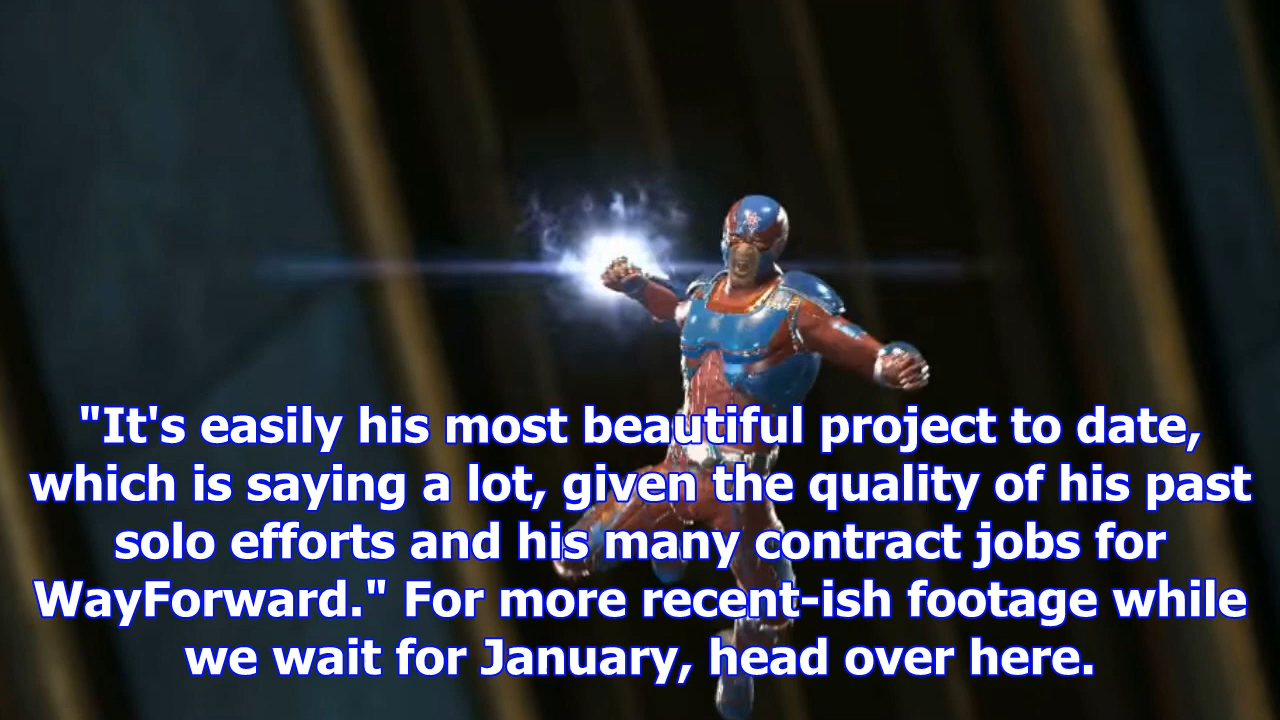 "It's easily his most beautiful project to date,
which is saying a lot, given the quality of his past
solo efforts and his many contract jobs for
WayForward." For more recent-ish footage while
we wait for January, head over here.